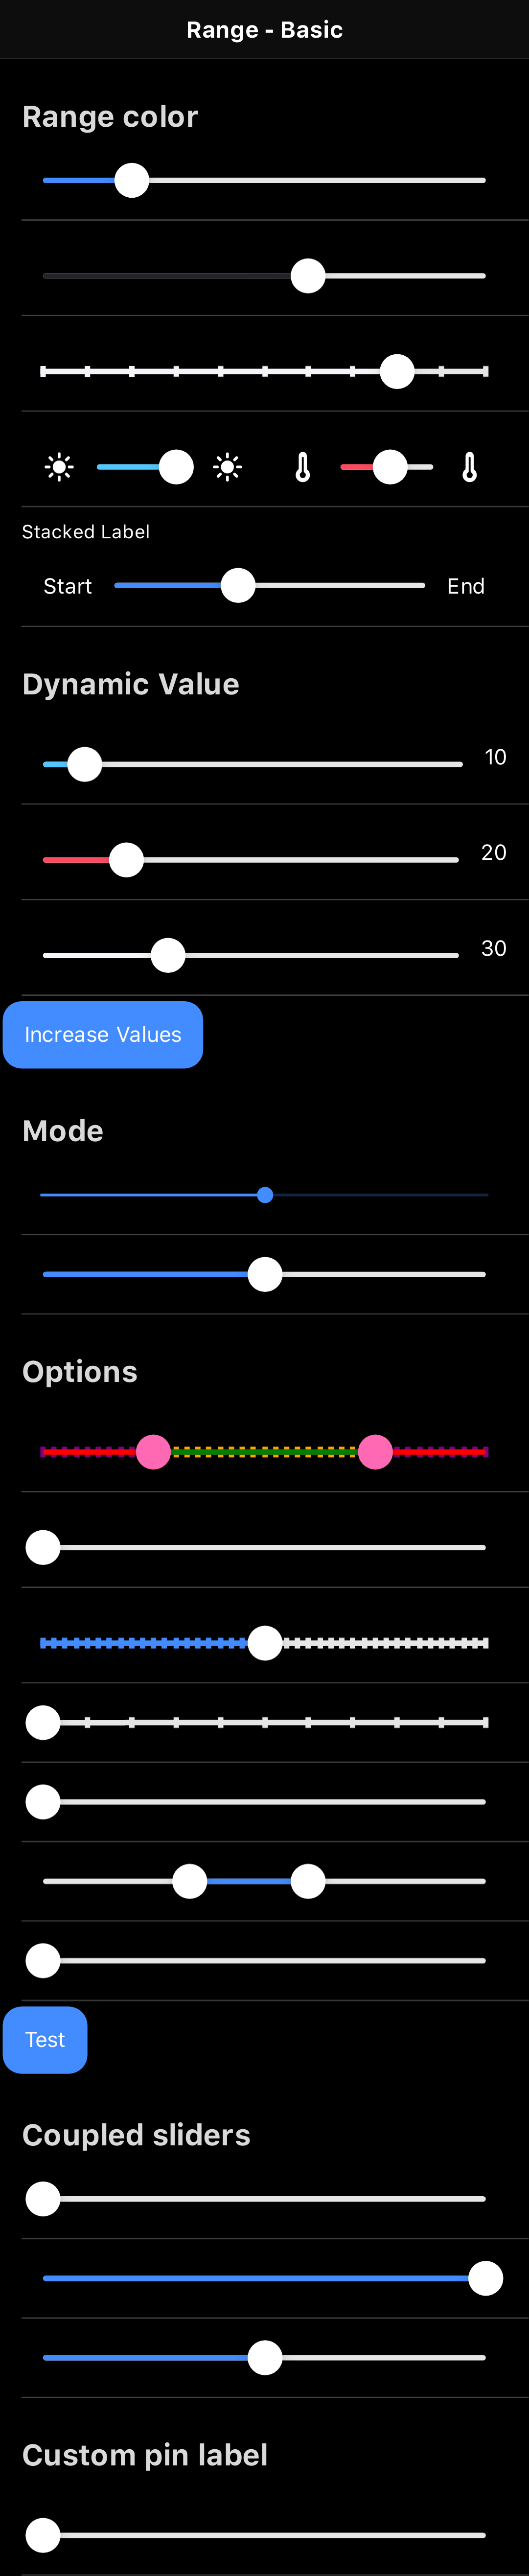 Range - Basic
Range color
Stacked Label
Start End
Dynamic Value
10
20
30
Increase Values
Mode
Options
Test
Coupled sliders
Custom pin label